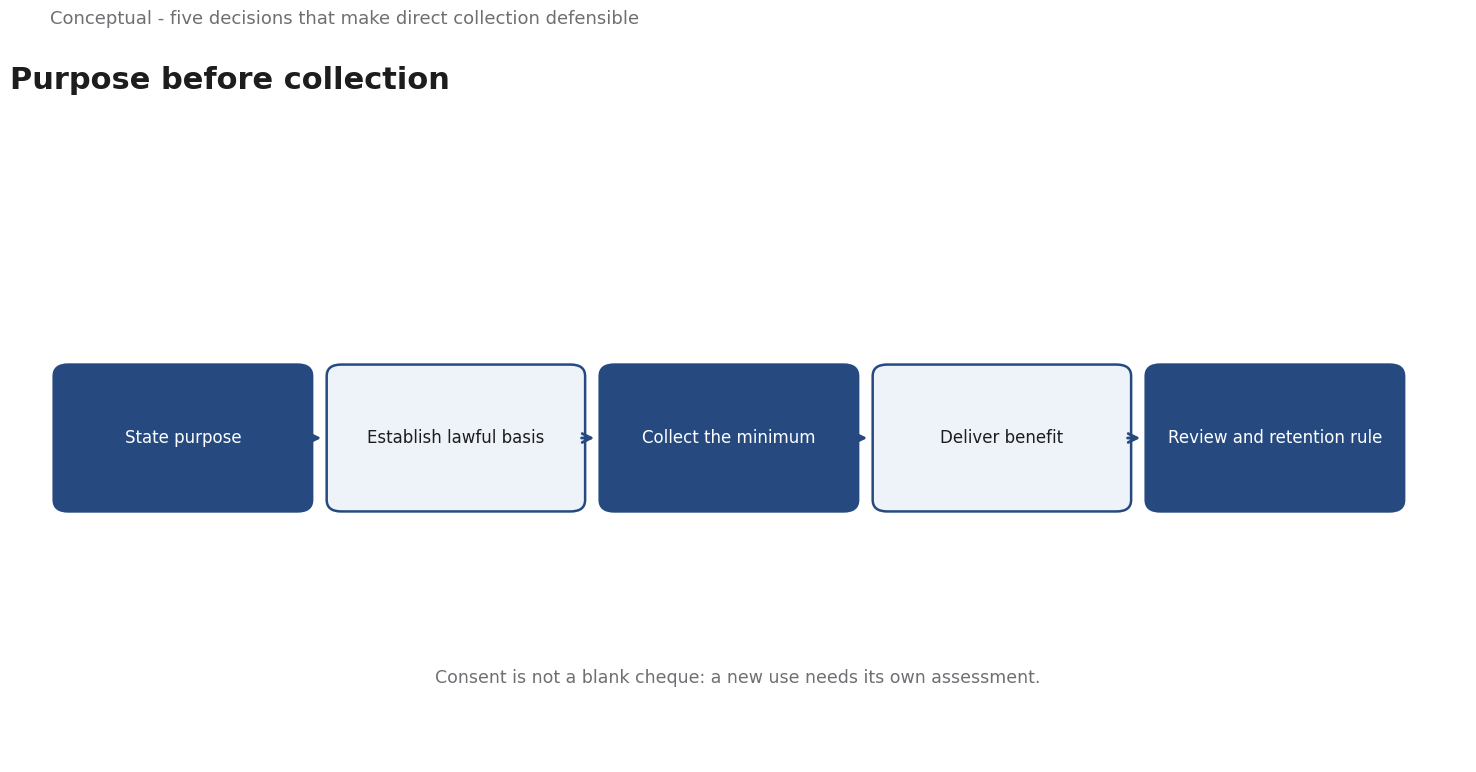 Conceptual - five decisions that make direct collection defensible
Purpose before collection
State purpose
Establish lawful basis
Collect the minimum
Deliver benefit
Review and retention rule
Consent is not a blank cheque: a new use needs its own assessment.